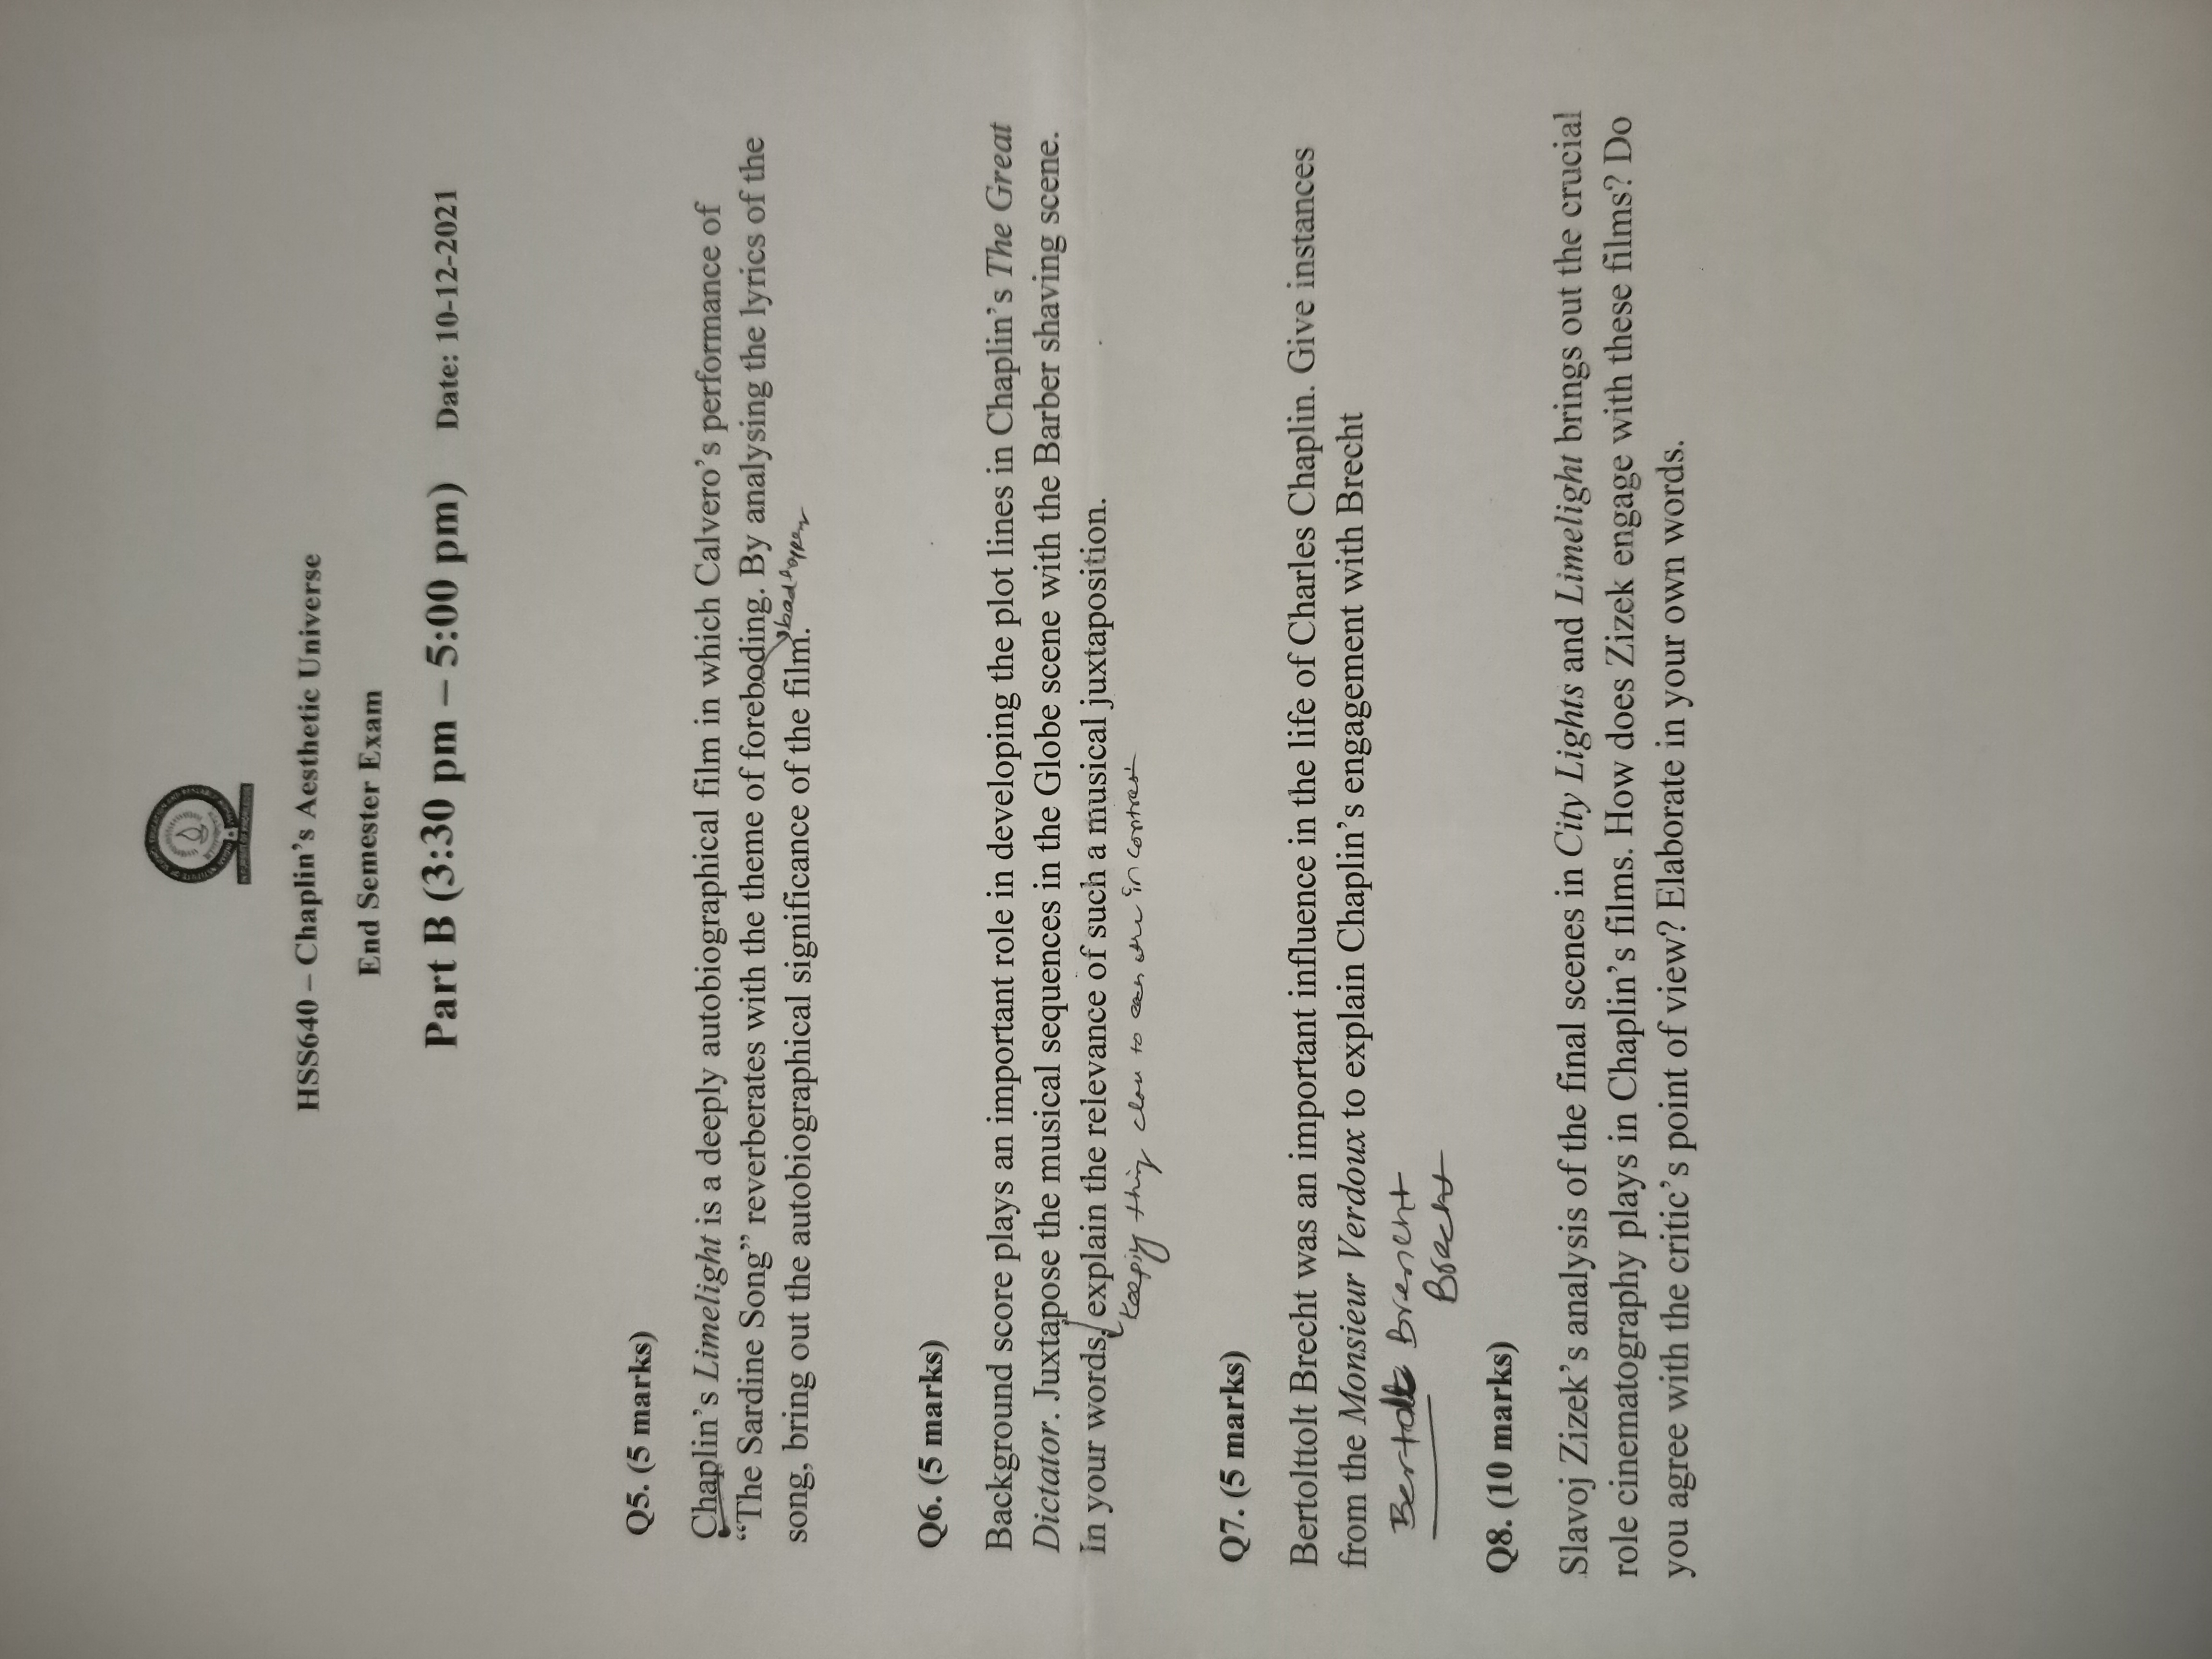 HSS640 – Chaplin's Aesthetic Universe
End Semester Exam
Part B (3:30 pm – 5:00 pm) Date: 10-12-2021
Q5. (5 marks)
Chaplin's Limelight is a deeply autobiographical film in which Calvero's performance of
“The Sardine Song” reverberates with the theme of foreboding. By analysing the lyrics of the
song, bring out the autobiographical significance of the film.
bad
Q6. (5 marks)
Background score plays an important role in developing the plot lines in Chaplin's The Great
Dictator. Juxtapose the musical sequences in the Globe scene with the Barber shaving scene.
In your words, explain the relevance of such a musical juxtaposition.
keepig thing close to in contrast
Q7. (5 marks)
Bertolttolt Brecht was an important influence in the life of Charles Chaplin. Give instances
from the Monsieur Verdoux to explain Chaplin's engagement with Brecht
Brecht
Q8. (10 marks)
Slavoj Zizek's analysis of the final scenes in City Lights and Limelight brings out the crucial
role cinematography plays in Chaplin's films. How does Zizek engage with these films? Do
you agree with the critic's point of view? Elaborate in your own words.